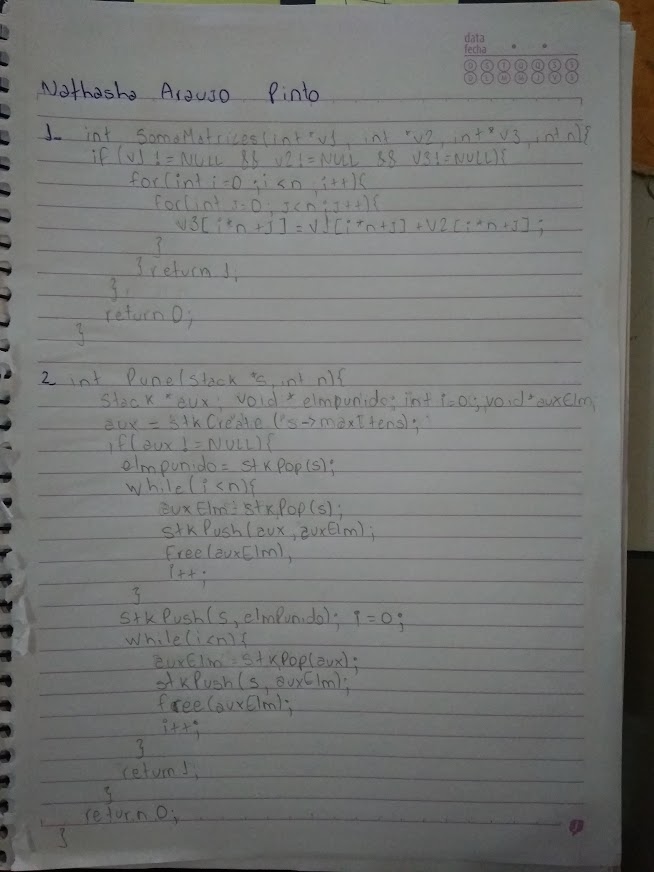 data
fecha
D S T Q Q S S
D L M M J V S
Nathasha Araujo Pinto
1- int SomaMatrizes(int *v1, int *v2, int *v3, int n){
if (v1 != NULL && v2 != NULL && v3 != NULL){
for(int i=0; i<n; i++){
for(int j=0; j<n; j++){
v3[i*n+j] = v1[i*n+j] + v2[i*n+j];
}
} return 1;
}
return 0;
}
2 int Pune(Stack *s, int n){
Stack *aux; void * elmpunido; int i=0; void *auxElm;
aux = stkCreate (s->maxItens);
if(aux != NULL){
elmpunido = stkPop(s);
while(i<n){
auxElm = stkPop(s);
stkPush(aux, auxElm);
free(auxElm);
i++;
}
stkPush(s, elmPunido); i=0;
while(i<n){
auxElm = stkPop(aux);
stkPush(s, auxElm);
free(auxElm);
i++;
}
return 1;
}
return 0;
}